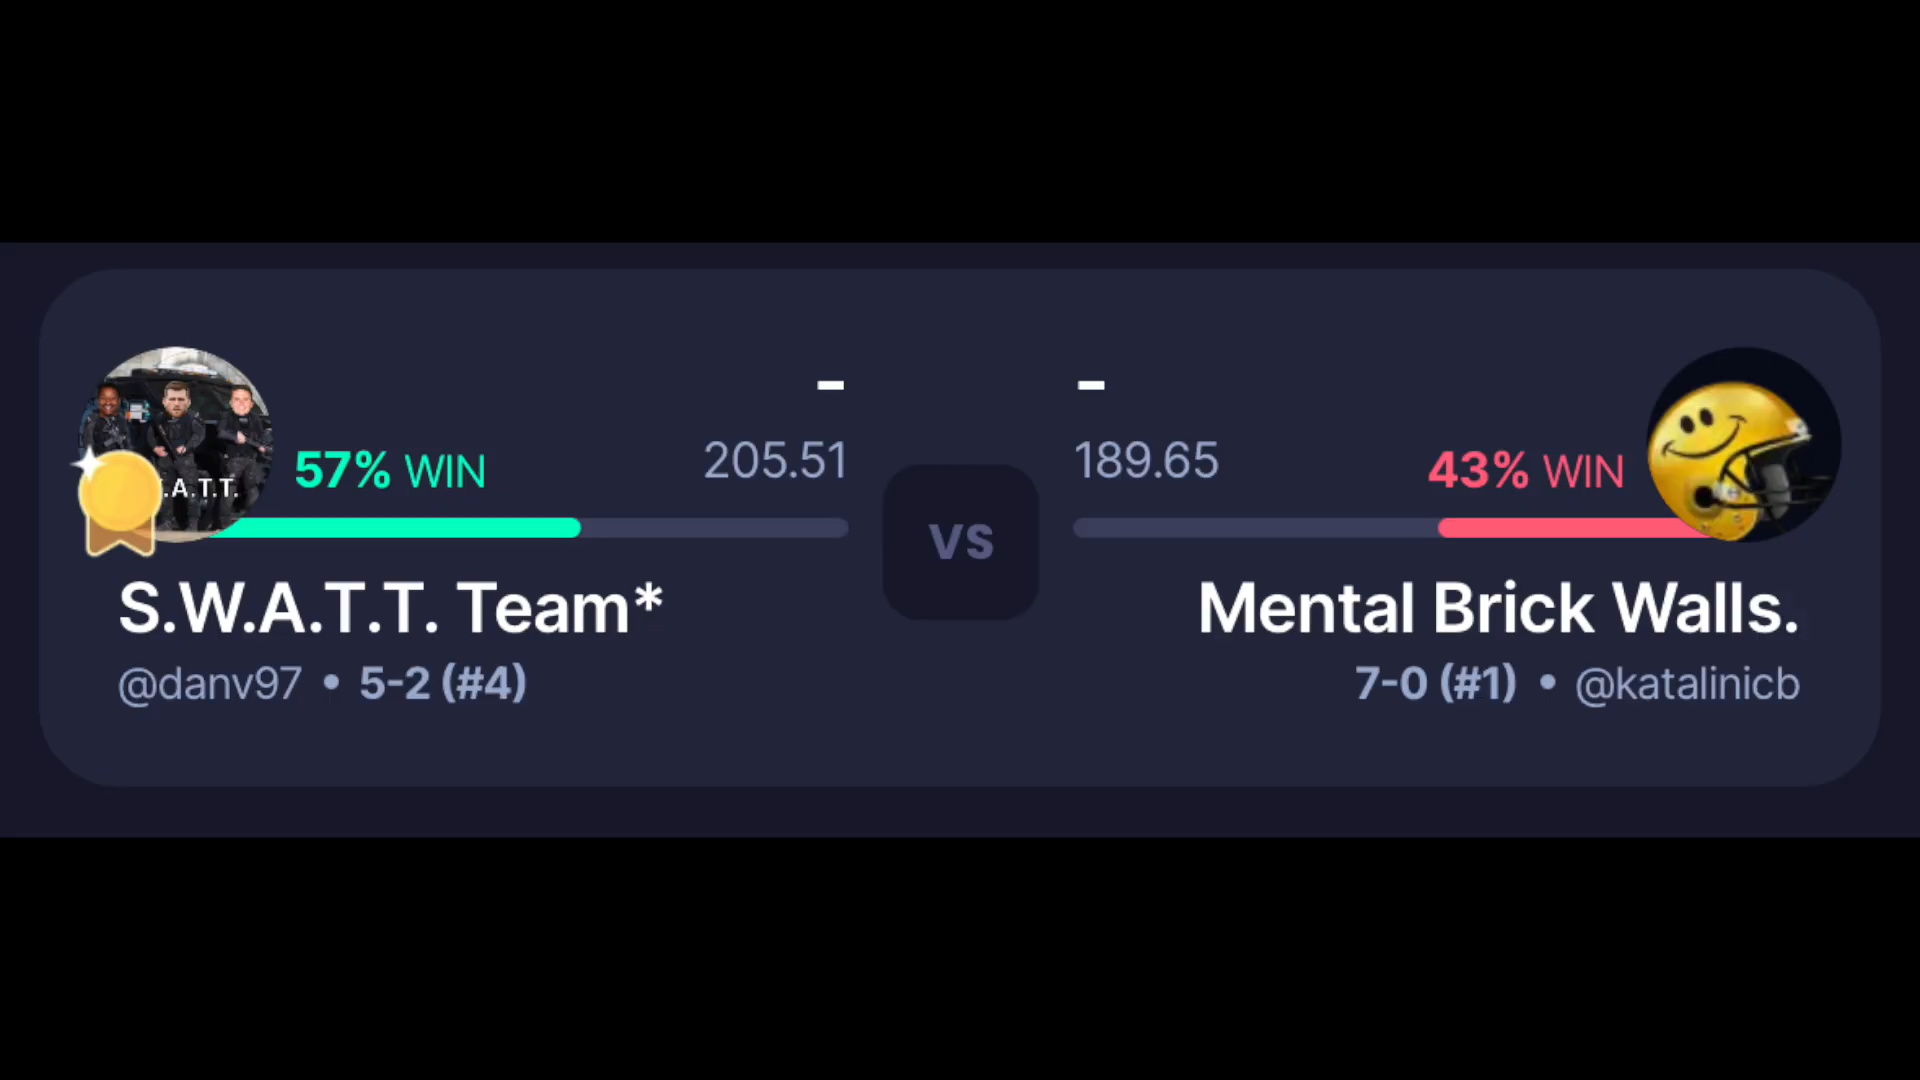 - -
205.51 189.65
57% WIN 43% WIN
.A.T.T.
VS
S.W.A.T.T. Team* Mental Brick Walls.
@danv97 • 5-2 (#4) 7-0 (#1) • @katalinicb